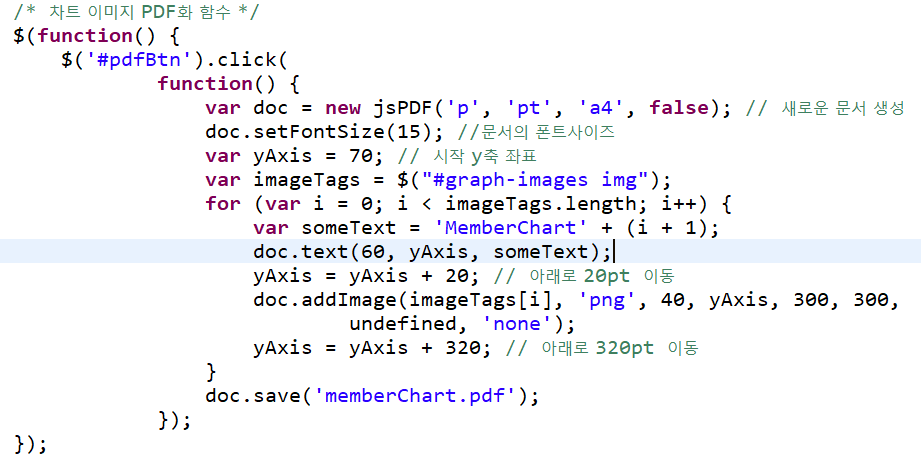 /* 차트 이미지 PDF화 함수 */
$(function() {
    $('#pdfBtn').click(
            function() {
                var doc = new jsPDF('p', 'pt', 'a4', false); // 새로운 문서 생성
                doc.setFontSize(15); //문서의 폰트사이즈
                var yAxis = 70; // 시작 y축 좌표
                var imageTags = $("#graph-images img");
                for (var i = 0; i < imageTags.length; i++) {
                    var someText = 'MemberChart' + (i + 1);
                    doc.text(60, yAxis, someText);
                    yAxis = yAxis + 20; // 아래로 20pt 이동
                    doc.addImage(imageTags[i], 'png', 40, yAxis, 300, 300,
                            undefined, 'none');
                    yAxis = yAxis + 320; // 아래로 320pt 이동
                }
                doc.save('memberChart.pdf');
            });
});